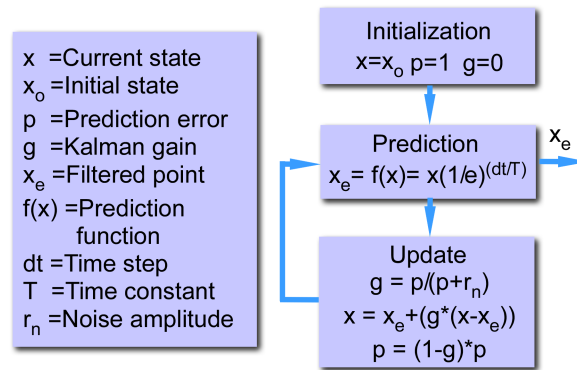 x =Current state
xo =Initial state
p =Prediction error
g =Kalman gain
xe =Filtered point
f(x) =Prediction
function
dt =Time step
T =Time constant
rn =Noise amplitude
Initialization
x=xo p=1 g=0
Prediction
xe= f(x)= x(1/e)(dt/T)
xe
Update
g = p/(p+rn)
x = xe+(g*(x-xe))
p = (1-g)*p